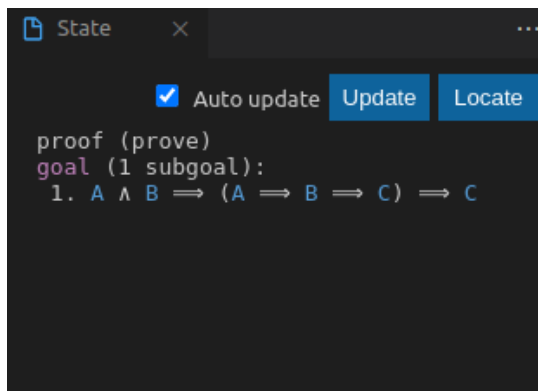 State
Auto update Update Locate
proof (prove)
goal (1 subgoal):
1. A ∧ B ⟹ (A ⟹ B ⟹ C) ⟹ C